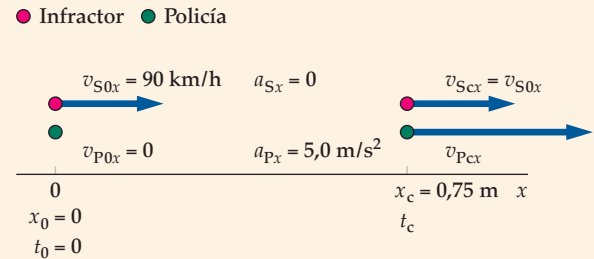 Infractor Policía
v_S0x = 90 km/h a_Sx = 0 v_Scx = v_S0x
v_P0x = 0 a_Px = 5,0 m/s² v_Pcx
0 x_c = 0,75 m x
x_0 = 0 t_c
t_0 = 0